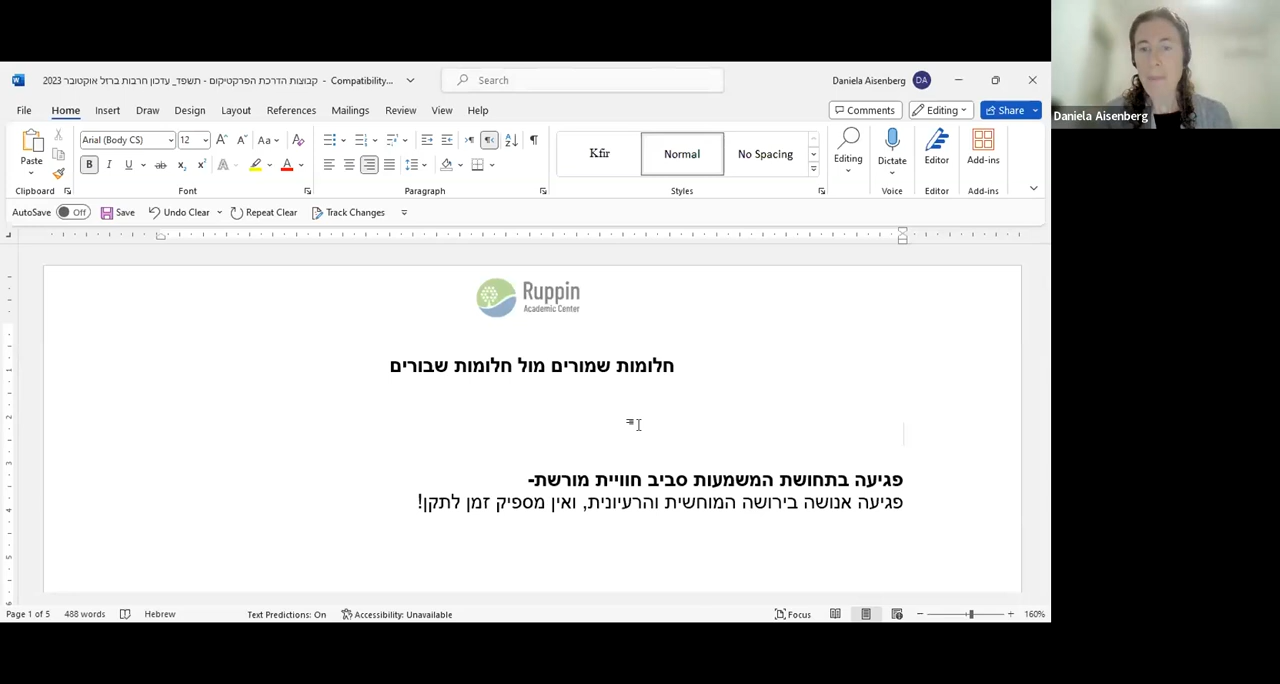 קבוצות הדרכת הפרקטיקום - תשפד_ עדכון חרבות ברזל אוקטובר 2023 - Compatibility...
Search
Daniela Aisenberg DA
File Home Insert Draw Design Layout References Mailings Review View Help
Comments Editing Share
Paste
Arial (Body CS) 12
Kfir
Normal
No Spacing
Editing
Dictate
Editor
Add-ins
Clipboard Font Paragraph Styles Voice Editor Add-ins
AutoSave Off Save Undo Clear Repeat Clear Track Changes
Ruppin
Academic Center
חלומות שמורים מול חלומות שבורים
פגיעה בתחושת המשמעות סביב חוויית מורשת-
פגיעה אנושה בירושה המוחשית והרעיונית, ואין מספיק זמן לתקן!
Page 1 of 5 488 words Hebrew Text Predictions: On Accessibility: Unavailable Focus 160%
Daniela Aisenberg